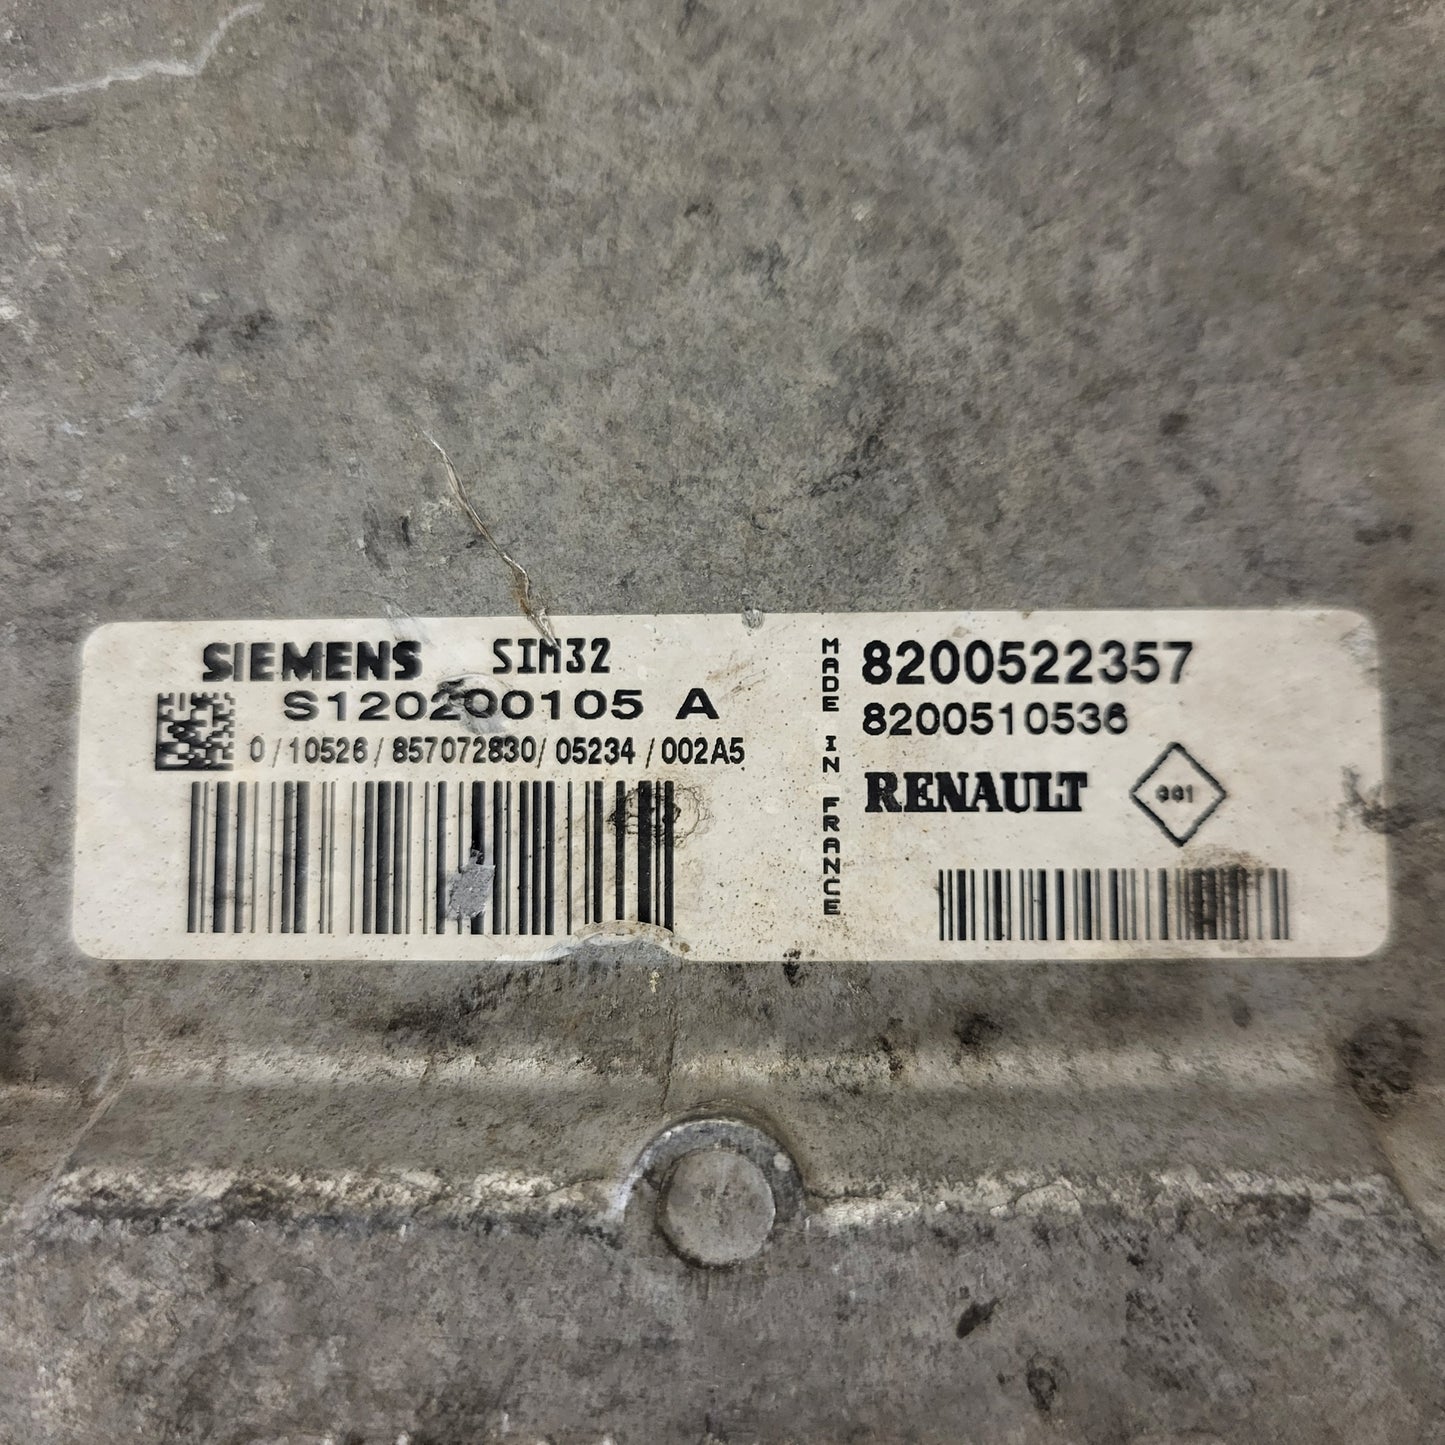 SIEMENS SIM32
S120200105 A
0/10526/857072830/05234/002A5
MADE IN FRANCE
8200522357
8200510536
RENAULT